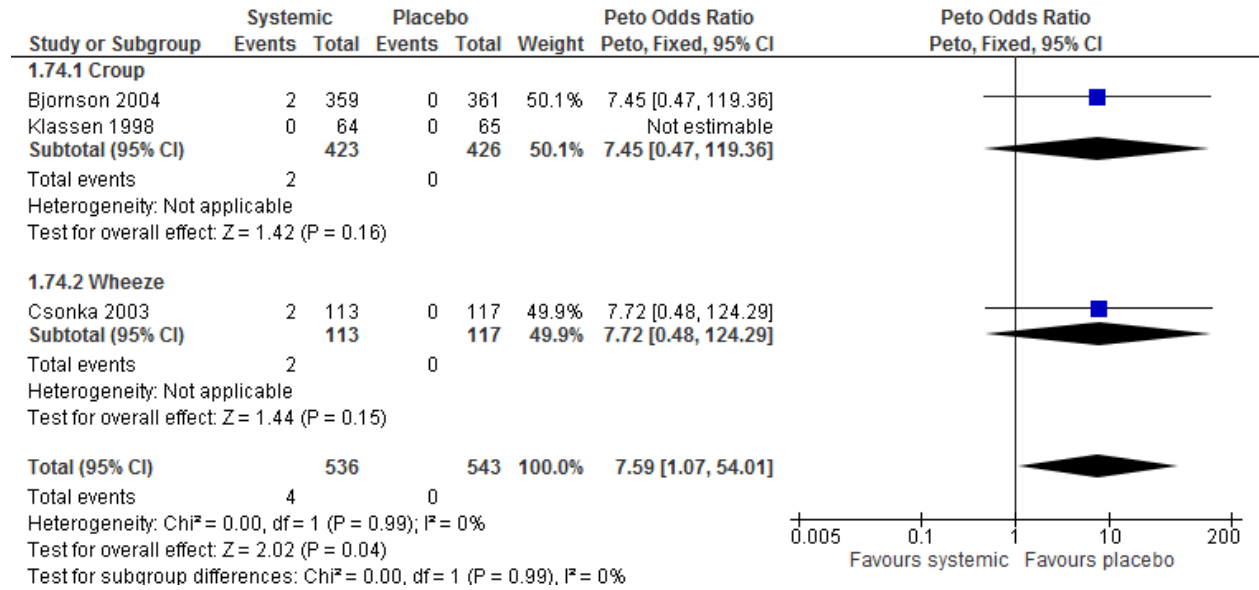 Systemic Placebo Peto Odds Ratio Peto Odds Ratio
Study or Subgroup Events Total Events Total Weight Peto, Fixed, 95% CI Peto, Fixed, 95% CI
1.74.1 Croup
Bjornson 2004 2 359 0 361 50.1% 7.45 [0.47, 119.36]
Klassen 1998 0 64 0 65 Not estimable
Subtotal (95% CI) 423 426 50.1% 7.45 [0.47, 119.36]
Total events 2 0
Heterogeneity: Not applicable
Test for overall effect: Z = 1.42 (P = 0.16)
1.74.2 Wheeze
Csonka 2003 2 113 0 117 49.9% 7.72 [0.48, 124.29]
Subtotal (95% CI) 113 117 49.9% 7.72 [0.48, 124.29]
Total events 2 0
Heterogeneity: Not applicable
Test for overall effect: Z = 1.44 (P = 0.15)
Total (95% CI) 536 543 100.0% 7.59 [1.07, 54.01]
Total events 4 0
Heterogeneity: Chi² = 0.00, df = 1 (P = 0.99); I² = 0%
Test for overall effect: Z = 2.02 (P = 0.04)
Test for subgroup differences: Chi² = 0.00, df = 1 (P = 0.99), I² = 0%
0.005 0.1 1 10 200
Favours systemic Favours placebo